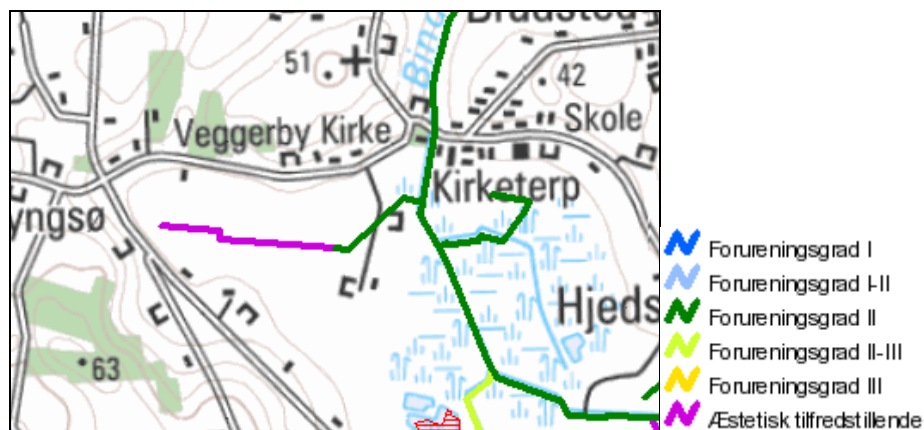 51
42
Skole
Veggerby Kirke
Kirketerp
yngsø
Hjeds
63
Forureningsgrad I
Forureningsgrad I-II
Forureningsgrad II
Forureningsgrad II-III
Forureningsgrad III
Æstetisk tilfredstillende